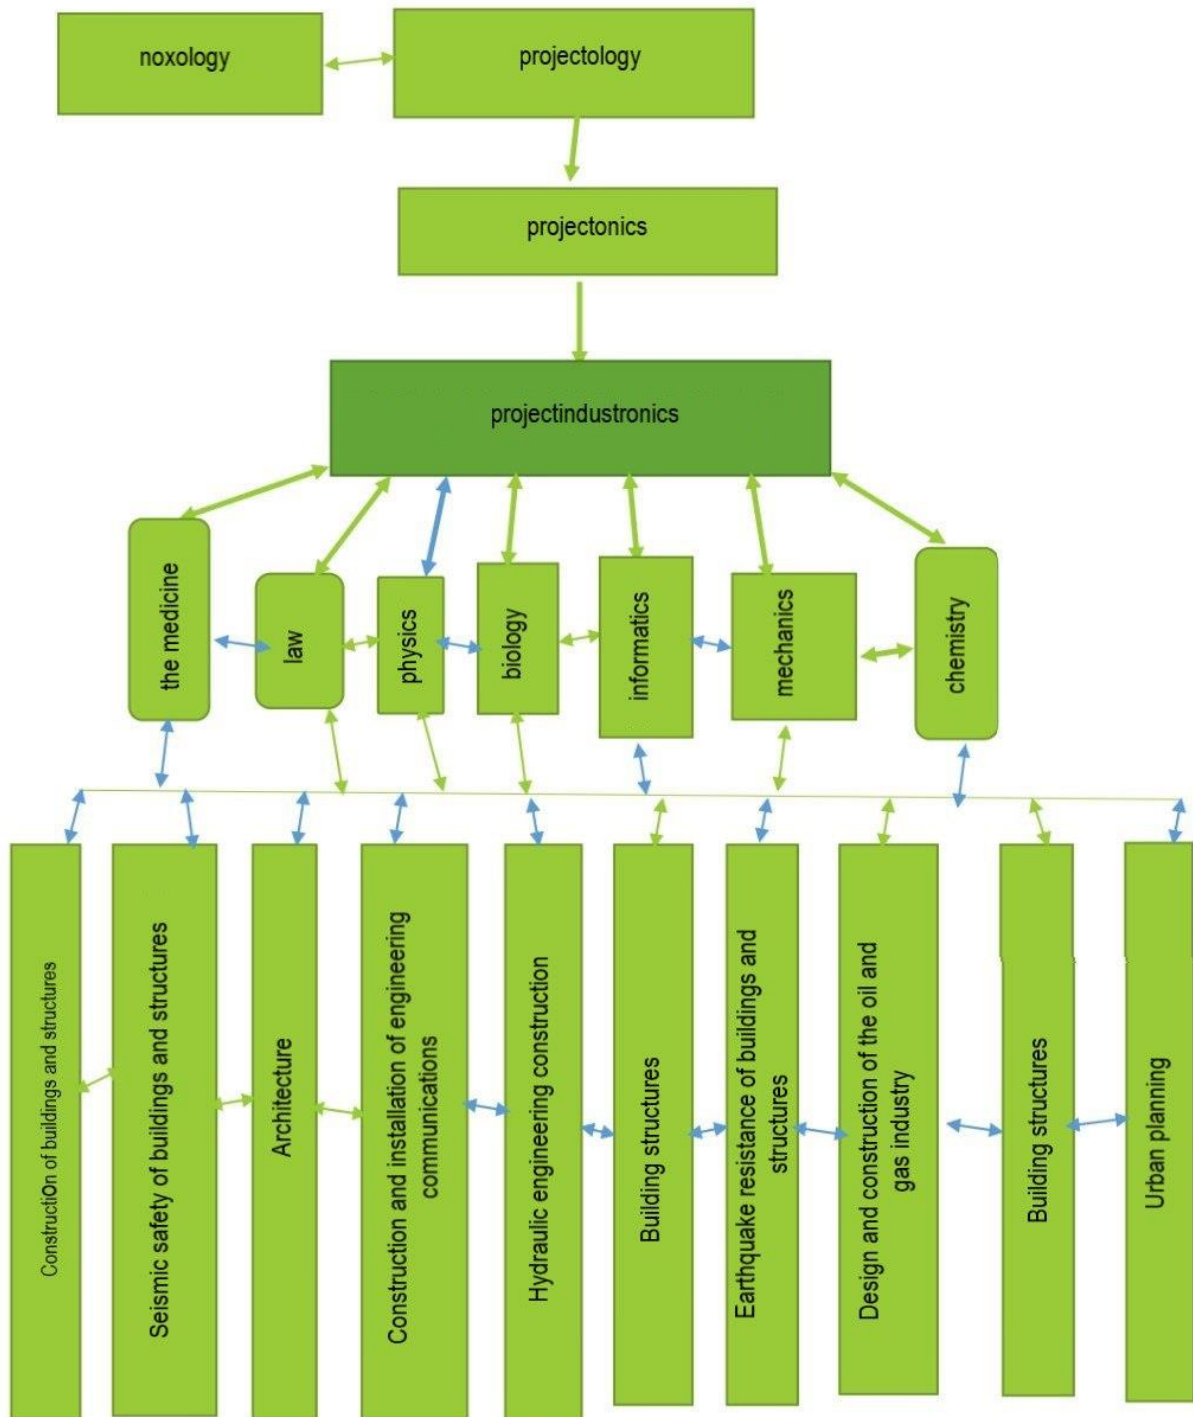 noxology
projectology
projectonics
projectindustronics
the medicine
law
physics
biology
informatics
mechanics
chemistry
Construction of buildings and structures
Seismic safety of buildings and structures
Architecture
Construction and installation of engineering
communications
Hydraulic engineering construction
Building structures
Earthquake resistance of buildings and
structures
Design and construction of the oil and
gas industry
Building structures
Urban planning